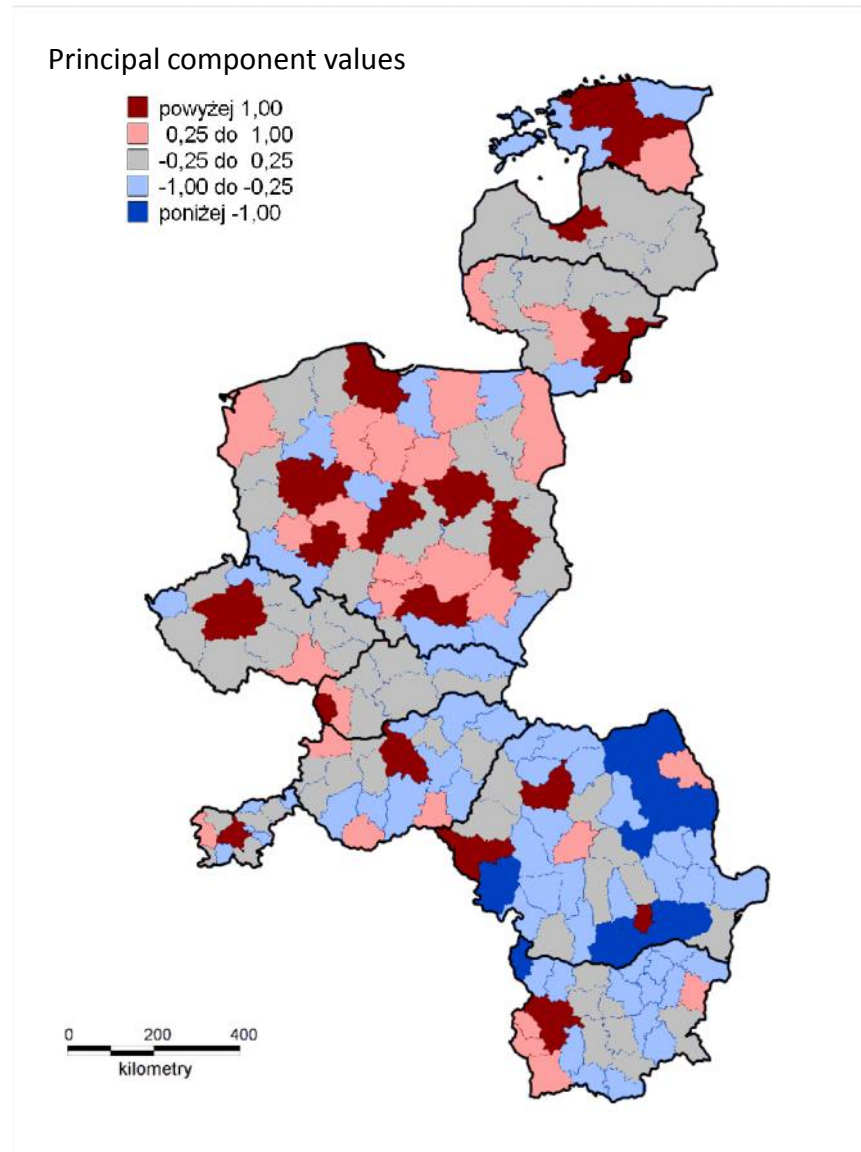 Principal component values
powyżej 1,00
0,25 do 1,00
-0,25 do 0,25
-1,00 do -0,25
poniżej -1,00
0 200 400
kilometry